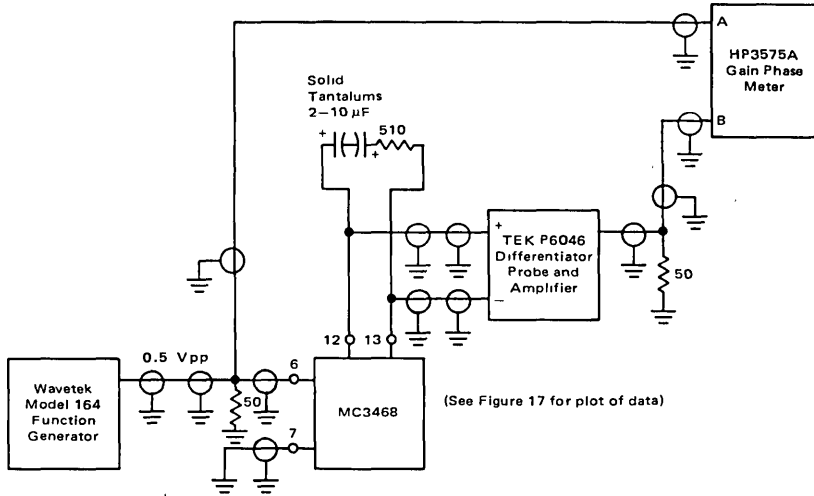 A
HP3575A
Gain Phase
Meter
B
Solid
Tantalums
2–10 μF
+
+
510
+
TEK P6046
Differentiator
Probe and
Amplifier
−
50
12
13
0.5 Vpp
6
Wavetek
Model 164
Function
Generator
50
MC3468
(See Figure 17 for plot of data)
7